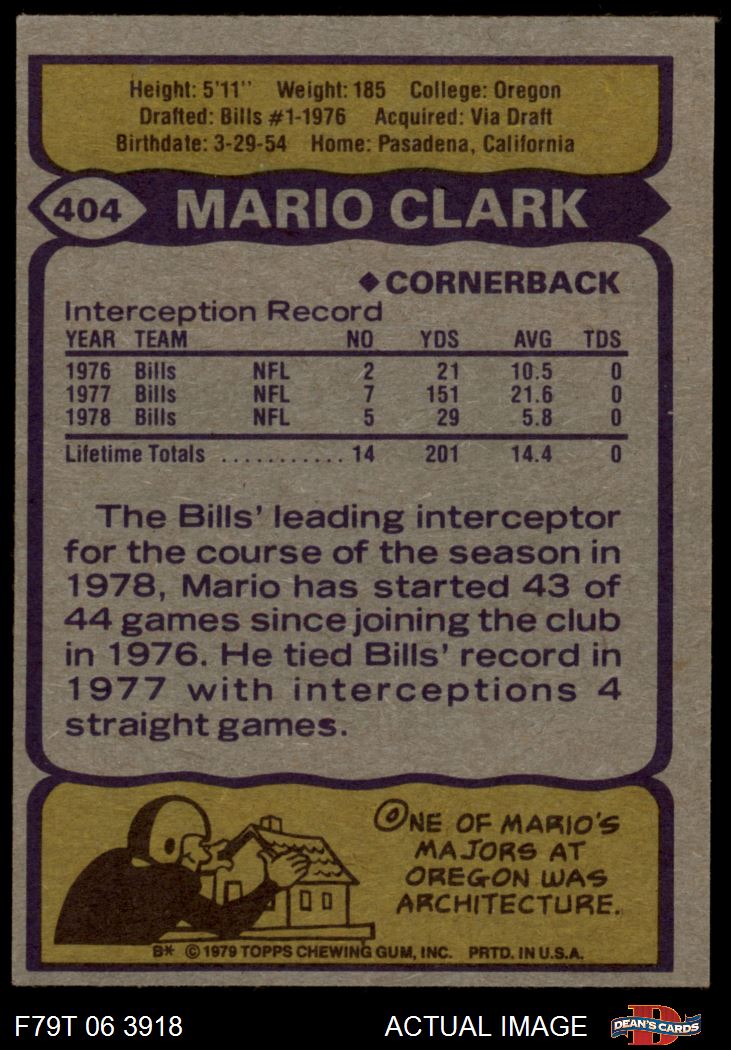 Height: 5'11" Weight: 185 College: Oregon
Drafted: Bills #1-1976 Acquired: Via Draft
Birthdate: 3-29-54 Home: Pasadena, California
404 MARIO CLARK
◆CORNERBACK
Interception Record
YEAR TEAM NO YDS AVG TDS
1976 Bills NFL 2 21 10.5 0
1977 Bills NFL 7 151 21.6 0
1978 Bills NFL 5 29 5.8 0
Lifetime Totals ........... 14 201 14.4 0
The Bills' leading interceptor
for the course of the season in
1978, Mario has started 43 of
44 games since joining the club
in 1976. He tied Bills' record in
1977 with interceptions 4
straight games.
ONE OF MARIO'S
MAJORS AT
OREGON WAS
ARCHITECTURE.
B* © 1979 TOPPS CHEWING GUM, INC. PRTD. IN U.S.A.
F79T 06 3918 ACTUAL IMAGE D DEAN'S CARDS